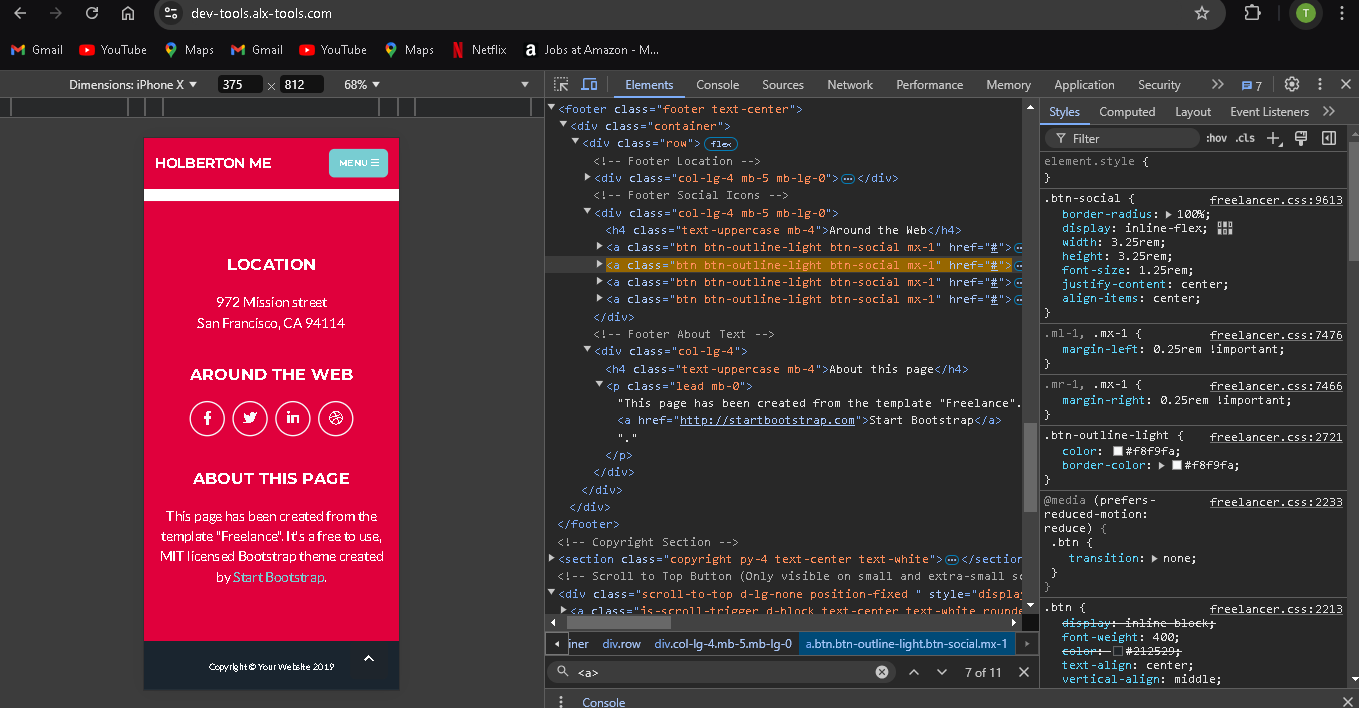 dev-tools.alx-tools.com
T
Gmail YouTube Maps Gmail YouTube Maps Netflix Jobs at Amazon - M...
Dimensions: iPhone X 375 × 812 68%
HOLBERTON ME
MENU
LOCATION
972 Mission street
San Francisco, CA 94114
AROUND THE WEB
ABOUT THIS PAGE
This page has been created from the
template "Freelance". It's a free to use,
MIT licensed Bootstrap theme created
by Start Bootstrap.
Copyright © Your Website 2019
Elements Console Sources Network Performance Memory Application Security 7
<footer class="footer text-center">
<div class="container">
<div class="row"> flex
<!-- Footer Location -->
<div class="col-lg-4 mb-5 mb-lg-0">…</div>
<!-- Footer Social Icons -->
<div class="col-lg-4 mb-5 mb-lg-0">
<h4 class="text-uppercase mb-4">Around the Web</h4>
<a class="btn btn-outline-light btn-social mx-1" href="#">…
<a class="btn btn-outline-light btn-social mx-1" href="#">…
<a class="btn btn-outline-light btn-social mx-1" href="#">…
<a class="btn btn-outline-light btn-social mx-1" href="#">…
</div>
<!-- Footer About Text -->
<div class="col-lg-4">
<h4 class="text-uppercase mb-4">About this page</h4>
<p class="lead mb-0">
"This page has been created from the template "Freelance".
<a href="http://startbootstrap.com">Start Bootstrap</a>
"."
</p>
</div>
</div>
</div>
</footer>
<!-- Copyright Section -->
<section class="copyright py-4 text-center text-white">…</section
<!-- Scroll to Top Button (Only visible on small and extra-small sc
<div class="scroll-to-top d-lg-none position-fixed " style="display
<a class="js-scroll-trigger d-block text-center text-white rounde
iner div.row div.col-lg-4.mb-5.mb-lg-0 a.btn.btn-outline-light.btn-social.mx-1
<a> 7 of 11
Console
Styles Computed Layout Event Listeners
Filter :hov .cls
element.style {
}
.btn-social { freelancer.css:9613
border-radius: 100%;
display: inline-flex;
width: 3.25rem;
height: 3.25rem;
font-size: 1.25rem;
justify-content: center;
align-items: center;
}
.ml-1, .mx-1 { freelancer.css:7476
margin-left: 0.25rem !important;
}
.mr-1, .mx-1 { freelancer.css:7466
margin-right: 0.25rem !important;
}
.btn-outline-light { freelancer.css:2721
color: #f8f9fa;
border-color: #f8f9fa;
}
@media (prefers- freelancer.css:2233
reduced-motion:
reduce) {
.btn {
transition: none;
}
}
.btn { freelancer.css:2213
display: inline-block;
font-weight: 400;
color: #212529;
text-align: center;
vertical-align: middle;